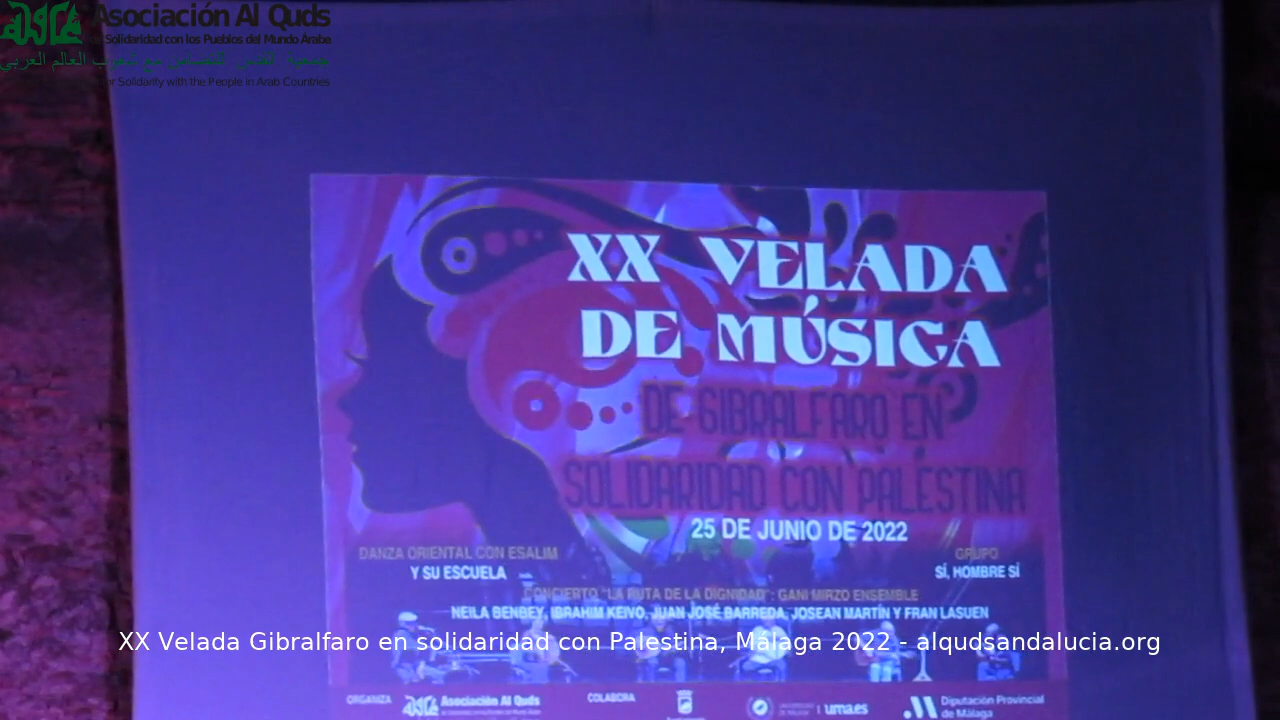 Asociación Al Quds
Solidaridad con los Pueblos del Mundo Árabe
جمعية القدس للتضامن مع شعوب العالم العربي
for Solidarity with the People in Arab Countries
XX VELADA
DE MÚSICA
DE GIBRALFARO EN
SOLIDARIDAD CON PALESTINA
25 DE JUNIO DE 2022
DANZA ORIENTAL CON ESALIM
Y SU ESCUELA
GRUPO
SÍ, HOMBRE SÍ
CONCIERTO "LA RUTA DE LA DIGNIDAD": GANI MIRZO ENSEMBLE
NEILA BENBEY, IBRAHIM KEIVO, JUAN JOSÉ BARREDA, JOSEAN MARTÍN Y FRAN LASUEN
XX Velada Gibralfaro en solidaridad con Palestina, Málaga 2022 - alqudsandalucia.org
ORGANIZA
Asociación Al Quds
COLABORA
UNIVERSIDAD
DE MÁLAGA
uma.es
Diputación Provincial
de Málaga